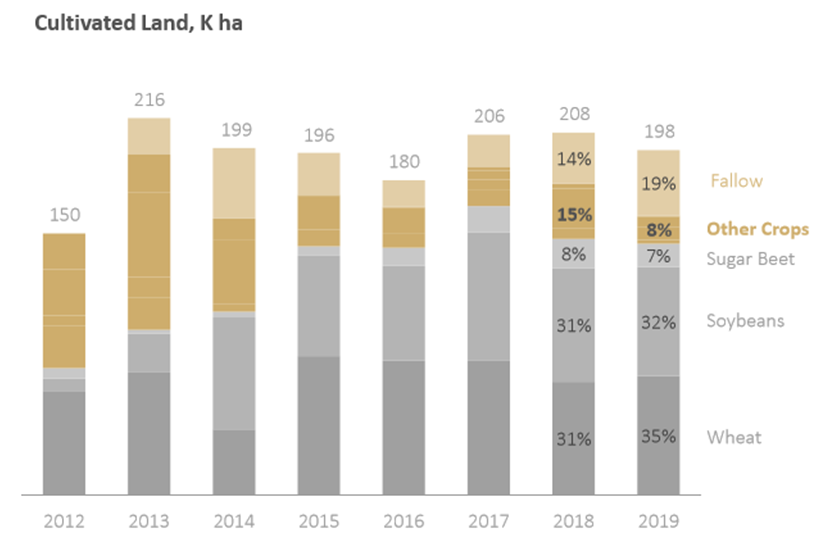 Cultivated Land, K ha
150
216
199
196
180
206
208
198
14%
15%
8%
31%
31%
19%
8%
7%
32%
35%
Fallow
Other Crops
Sugar Beet
Soybeans
Wheat
2012 2013 2014 2015 2016 2017 2018 2019